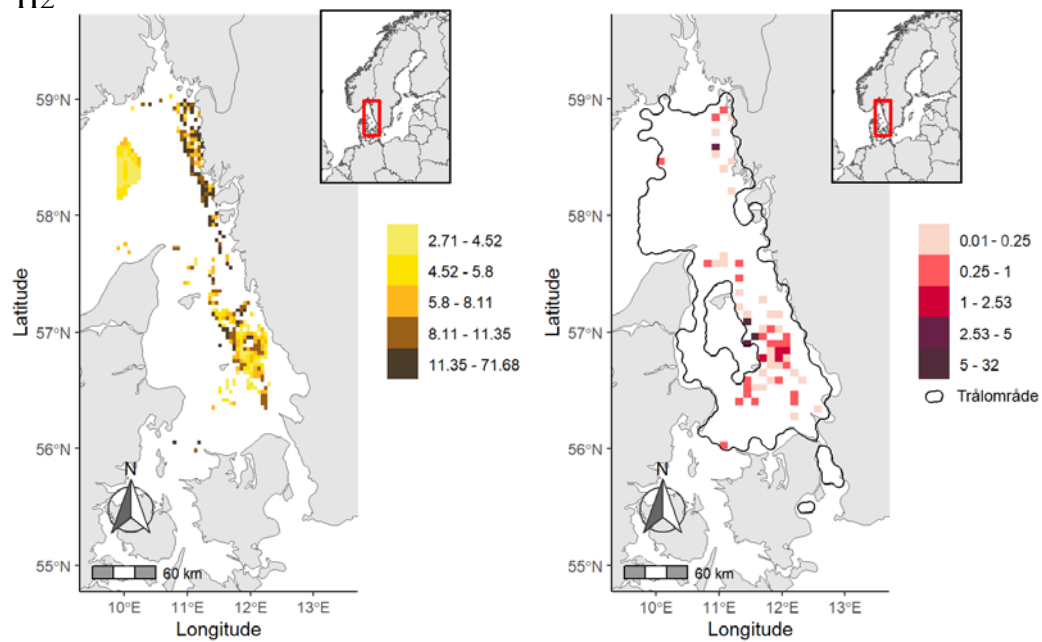 H2
59°N
58°N
57°N
56°N
55°N
Latitude
10°E
11°E
12°E
13°E
Longitude
N
60 km
2.71 - 4.52
4.52 - 5.8
5.8 - 8.11
8.11 - 11.35
11.35 - 71.68
59°N
58°N
57°N
56°N
55°N
Latitude
10°E
11°E
12°E
13°E
Longitude
N
60 km
0.01 - 0.25
0.25 - 1
1 - 2.53
2.53 - 5
5 - 32
Trålområde